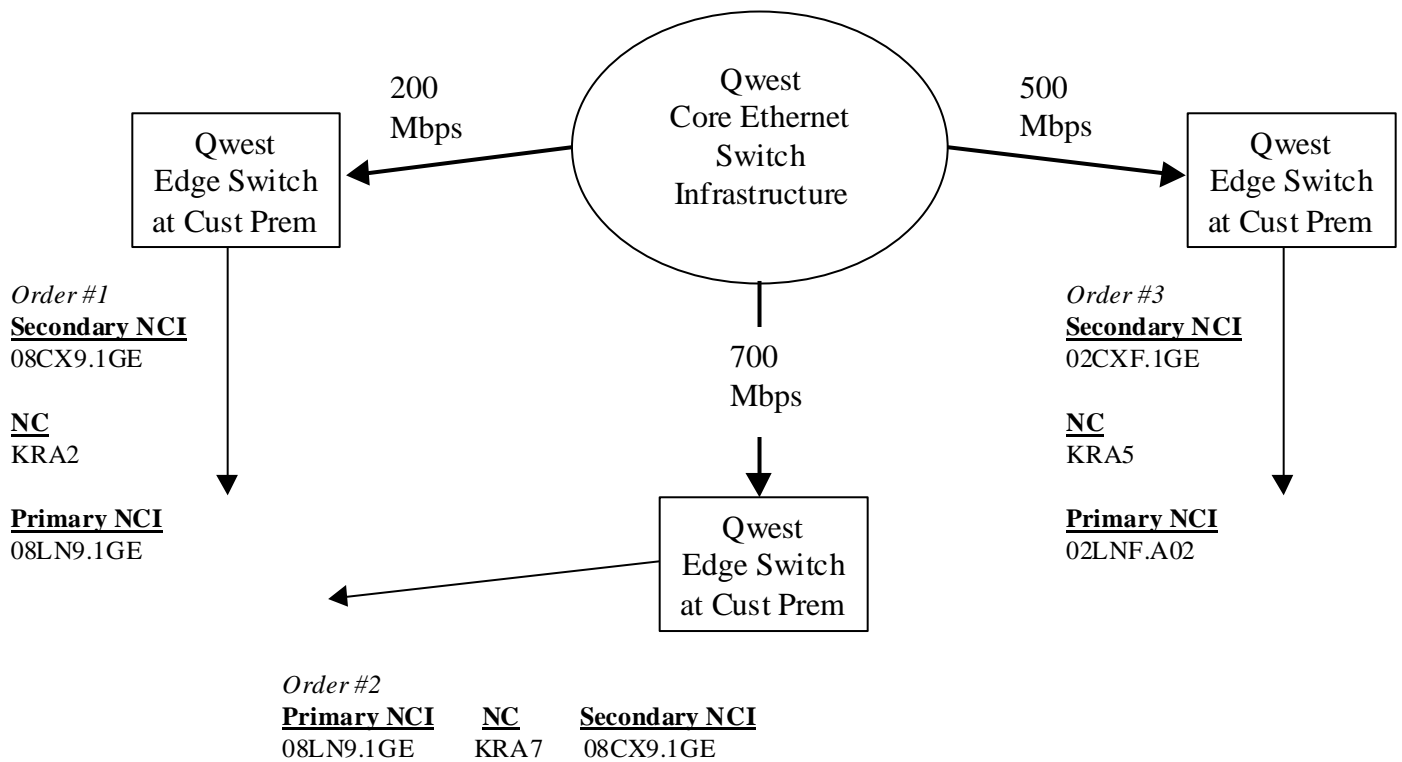 Qwest
Core Ethernet
Switch
Infrastructure
200
Mbps
500
Mbps
Qwest
Edge Switch
at Cust Prem
Qwest
Edge Switch
at Cust Prem
Order #1
Secondary NCI
08CX9.1GE
NC
KRA2
Primary NCI
08LN9.1GE
700
Mbps
Order #3
Secondary NCI
02CXF.1GE
NC
KRA5
Primary NCI
02LNF.A02
Qwest
Edge Switch
at Cust Prem
Order #2
Primary NCI NC Secondary NCI
08LN9.1GE KRA7 08CX9.1GE